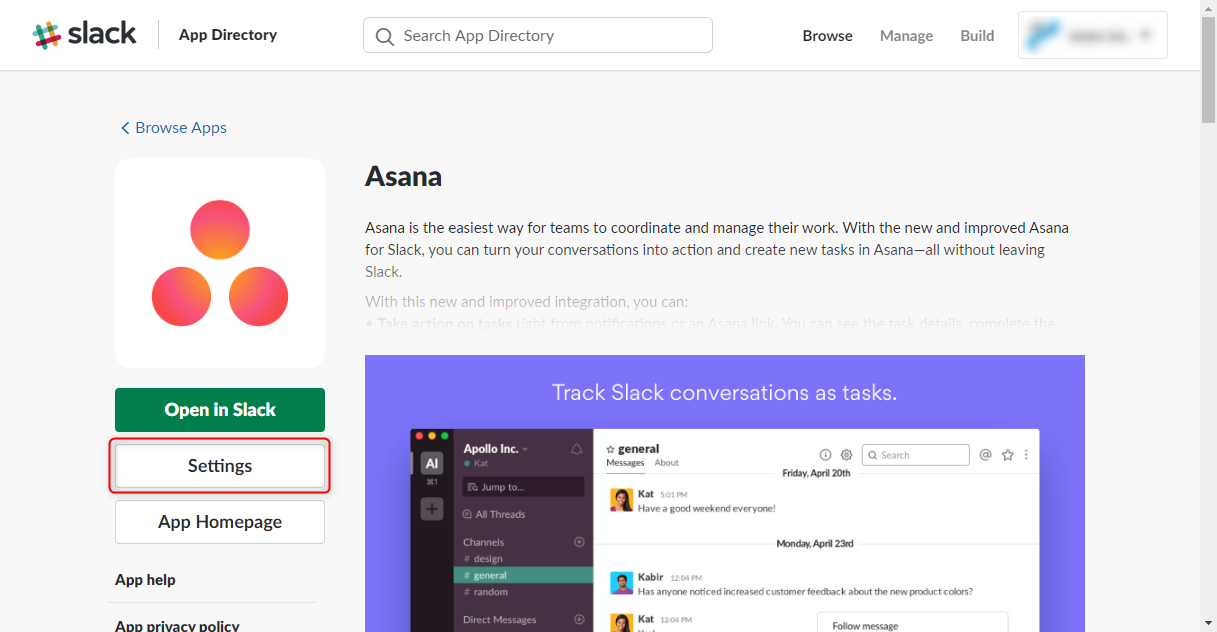 slack
App Directory
Search App Directory
Browse
Manage
Build
Browse Apps
Asana
Asana is the easiest way for teams to coordinate and manage their work. With the new and improved Asana
for Slack, you can turn your conversations into action and create new tasks in Asana—all without leaving
Slack.
With this new and improved integration, you can:
• Take action on tasks right from notifications or an Asana link. You can see the task details, complete the
Open in Slack
Settings
App Homepage
App help
App privacy policy
Track Slack conversations as tasks.
AI
⌘1
+
Apollo Inc.
Kat
Jump to...
All Threads
Channels
# design
# general
# random
Direct Messages
general
Messages About
Search
Friday, April 20th
Kat 5:01 PM
Have a good weekend everyone!
Monday, April 23rd
Kabir 12:04 PM
Has anyone noticed increased customer feedback about the new product colors?
Kat 12:04 PM
Follow message